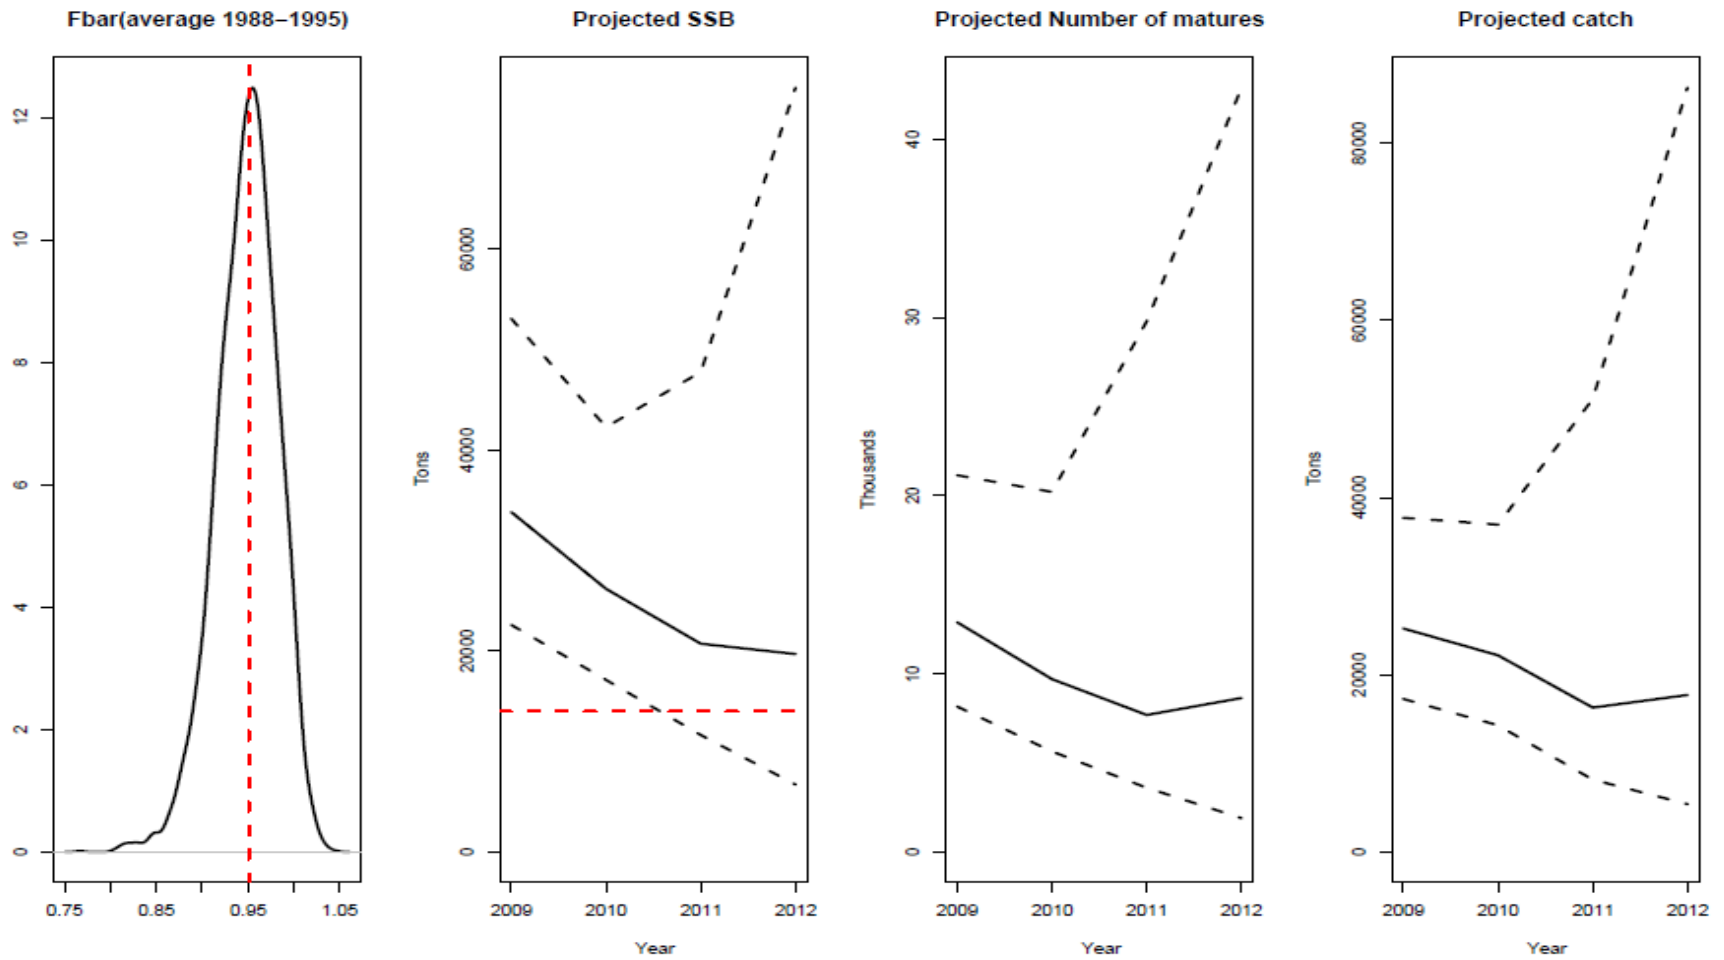 Fbar(average 1988–1995)
12
10
8
6
4
2
0
0.75 0.85 0.95 1.05
Projected SSB
Tons
60000
40000
20000
0
2009 2010 2011 2012
Year
Projected Number of matures
Thousands
40
30
20
10
0
2009 2010 2011 2012
Year
Projected catch
Tons
80000
60000
40000
20000
0
2009 2010 2011 2012
Year